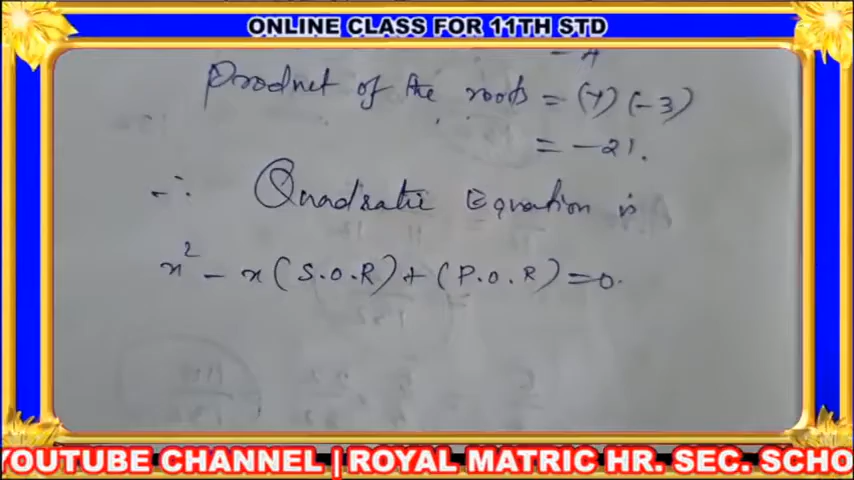 ONLINE CLASS FOR 11TH STD
Product of the roots = (7) (-3)
= -21.
∴ Quadratic Equation is
x² - x (S.O.R) + (P.O.R) = 0.
YOUTUBE CHANNEL | ROYAL MATRIC HR. SEC. SCHO